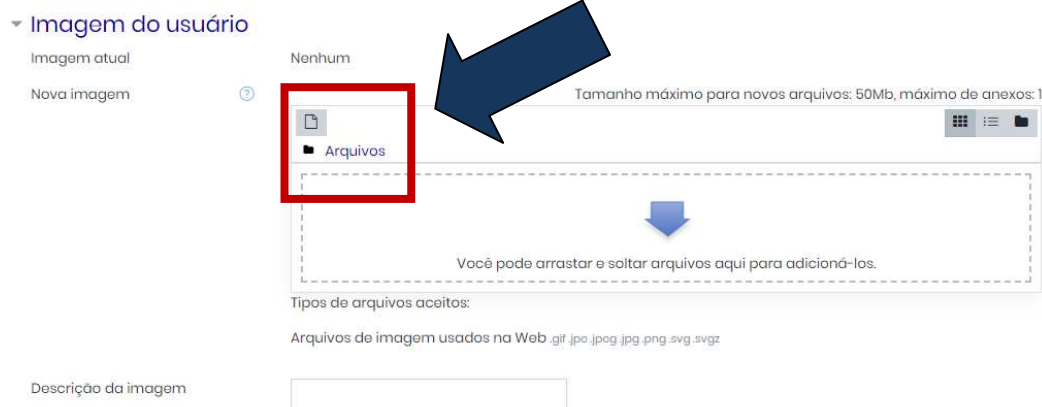 Imagem do usuário
Imagem atual Nenhum
Nova imagem Tamanho máximo para novos arquivos: 50Mb, máximo de anexos: 1
Arquivos
Você pode arrastar e soltar arquivos aqui para adicioná-los.
Tipos de arquivos aceitos:
Arquivos de imagem usados na Web .gif .jpe .jpeg .jpg .png .svg .svgz
Descrição da imagem